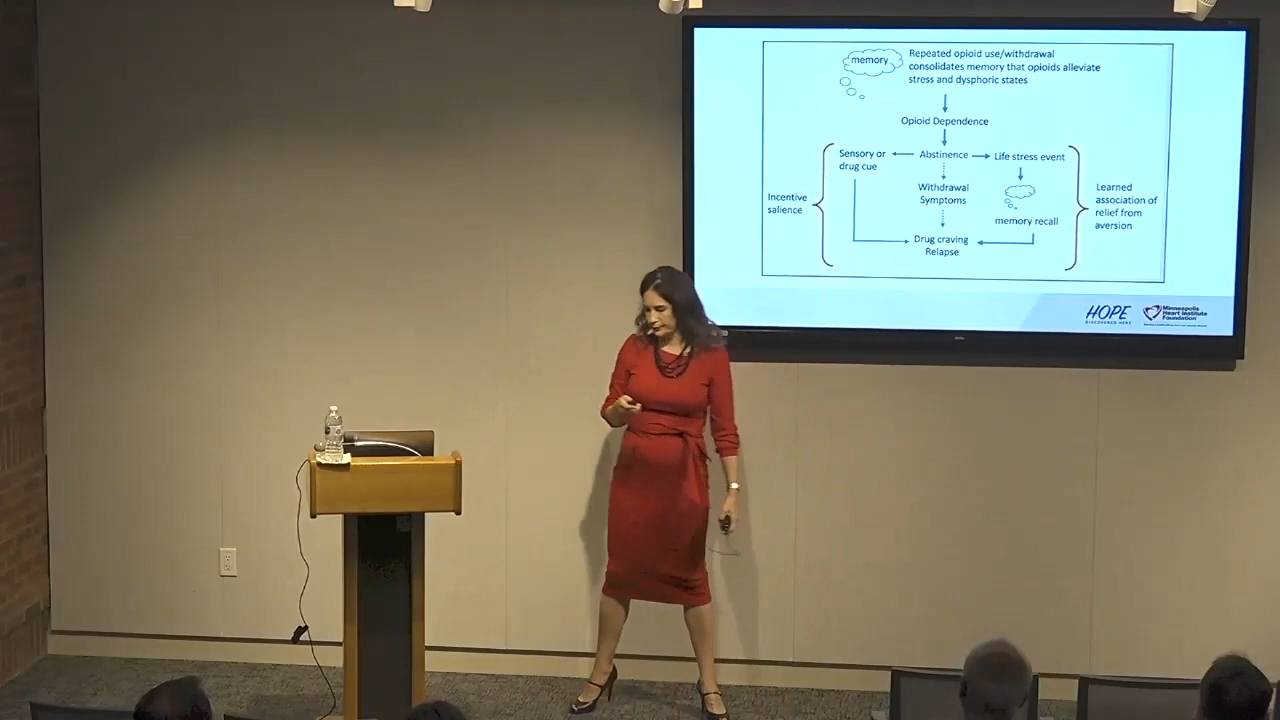 memory
Repeated opioid use/withdrawal
consolidates memory that opioids alleviate
stress and dysphoric states
Opioid Dependence
Sensory or
drug cue
Abstinence
Life stress event
Withdrawal
Symptoms
memory recall
Incentive
salience
Learned
association of
relief from
aversion
Drug craving
Relapse
HOPE
DISCOVERED HERE
Minneapolis
Heart Institute
Foundation